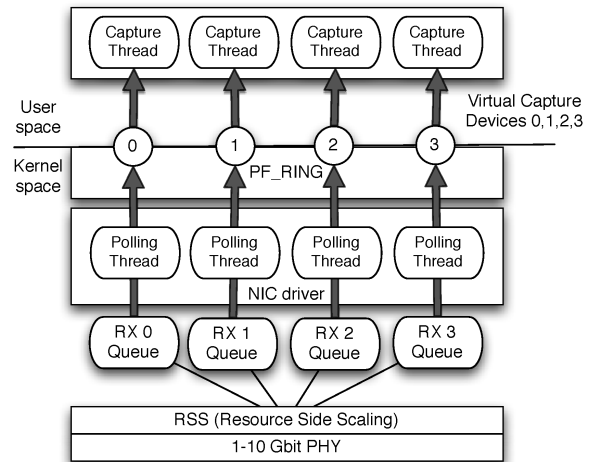 Capture Thread
Capture Thread
Capture Thread
Capture Thread
User space
Virtual Capture Devices 0,1,2,3
0
1
2
3
Kernel space
PF_RING
Polling Thread
Polling Thread
Polling Thread
Polling Thread
NIC driver
RX 0 Queue
RX 1 Queue
RX 2 Queue
RX 3 Queue
RSS (Resource Side Scaling)
1-10 Gbit PHY